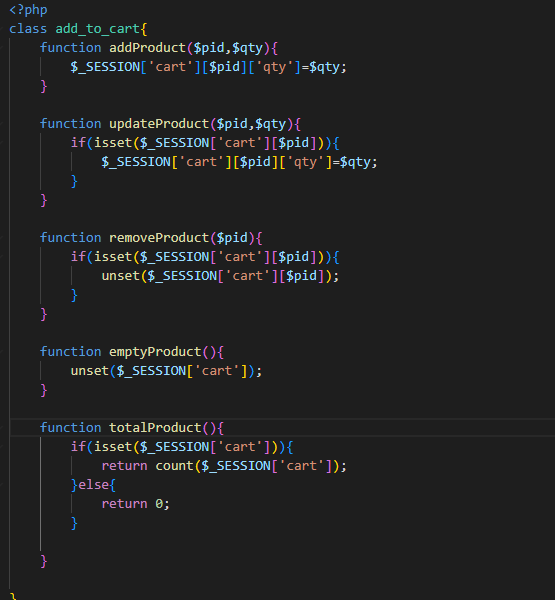 <?php
class add_to_cart{
    function addProduct($pid,$qty){
        $_SESSION['cart'][$pid]['qty']=$qty;
    }

    function updateProduct($pid,$qty){
        if(isset($_SESSION['cart'][$pid])){
            $_SESSION['cart'][$pid]['qty']=$qty;
        }
    }

    function removeProduct($pid){
        if(isset($_SESSION['cart'][$pid])){
            unset($_SESSION['cart'][$pid]);
        }
    }

    function emptyProduct(){
        unset($_SESSION['cart']);
    }

    function totalProduct(){
        if(isset($_SESSION['cart'])){
            return count($_SESSION['cart']);
        }else{
            return 0;
        }

    }

}